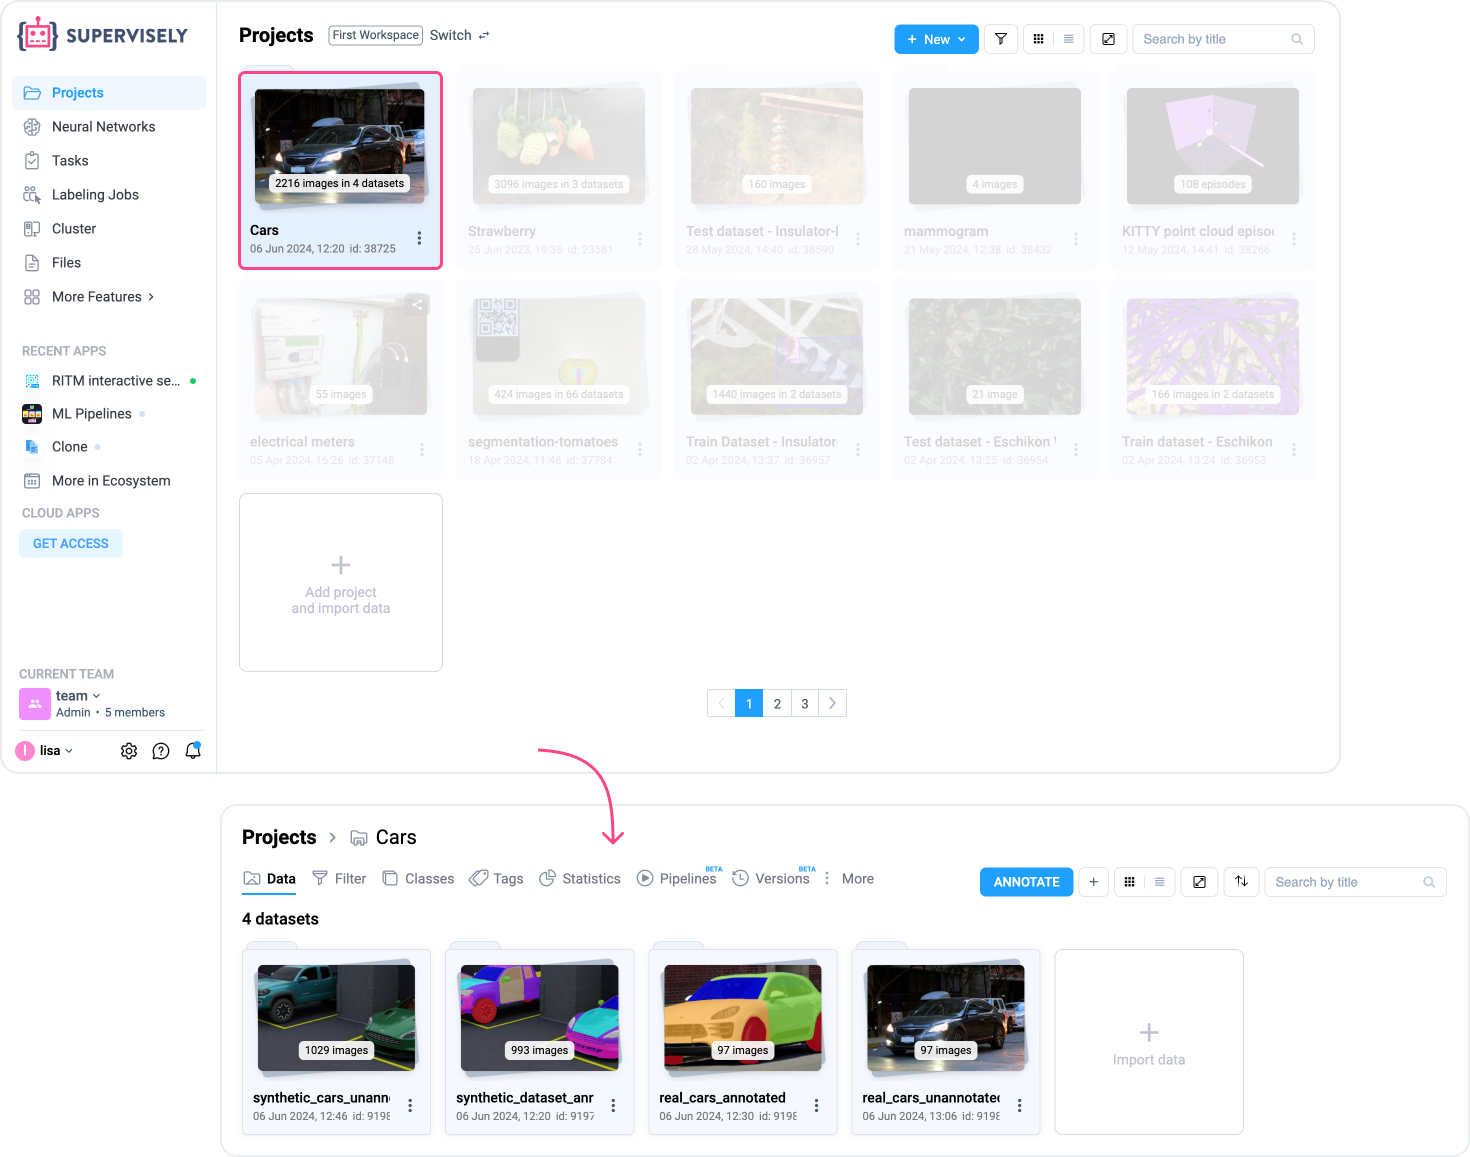 SUPERVISELY
Projects
Neural Networks
Tasks
Labeling Jobs
Cluster
Files
More Features
RECENT APPS
RITM interactive se...
ML Pipelines
Clone
More in Ecosystem
CLOUD APPS
GET ACCESS
CURRENT TEAM
team
Admin • 5 members
lisa
Projects First Workspace Switch
+ New Search by title
2216 images in 4 datasets
Cars
06 Jun 2024, 12:20 id: 38725
3096 images in 3 datasets
Strawberry
25 Jun 2023, 19:35 id: 23581
160 images
Test dataset - Insulator-
28 May 2024, 14:40 id: 38590
4 images
mammogram
21 May 2024, 12:38 id: 38432
108 episodes
KITTY point cloud episo
12 May 2024, 14:41 id: 38266
55 images
electrical meters
05 Apr 2024, 16:26 id: 37148
424 images in 66 datasets
segmentation-tomatoes
18 Apr 2024, 11:46 id: 37784
1440 images in 2 datasets
Train Dataset - Insulator-
02 Apr 2024, 13:37 id: 36957
21 image
Test dataset - Eschikon
02 Apr 2024, 13:25 id: 36954
166 images in 2 datasets
Train dataset - Eschikon
02 Apr 2024, 13:24 id: 36953
Add project
and import data
1 2 3
Projects > Cars
Data Filter Classes Tags Statistics Pipelines BETA Versions BETA More
ANNOTATE + Search by title
4 datasets
1029 images
synthetic_cars_unann
06 Jun 2024, 12:46 id: 9198
993 images
synthetic_dataset_anr
06 Jun 2024, 12:20 id: 9197
97 images
real_cars_annotated
06 Jun 2024, 12:30 id: 9198
97 images
real_cars_unannotated
06 Jun 2024, 13:06 id: 9198
Import data